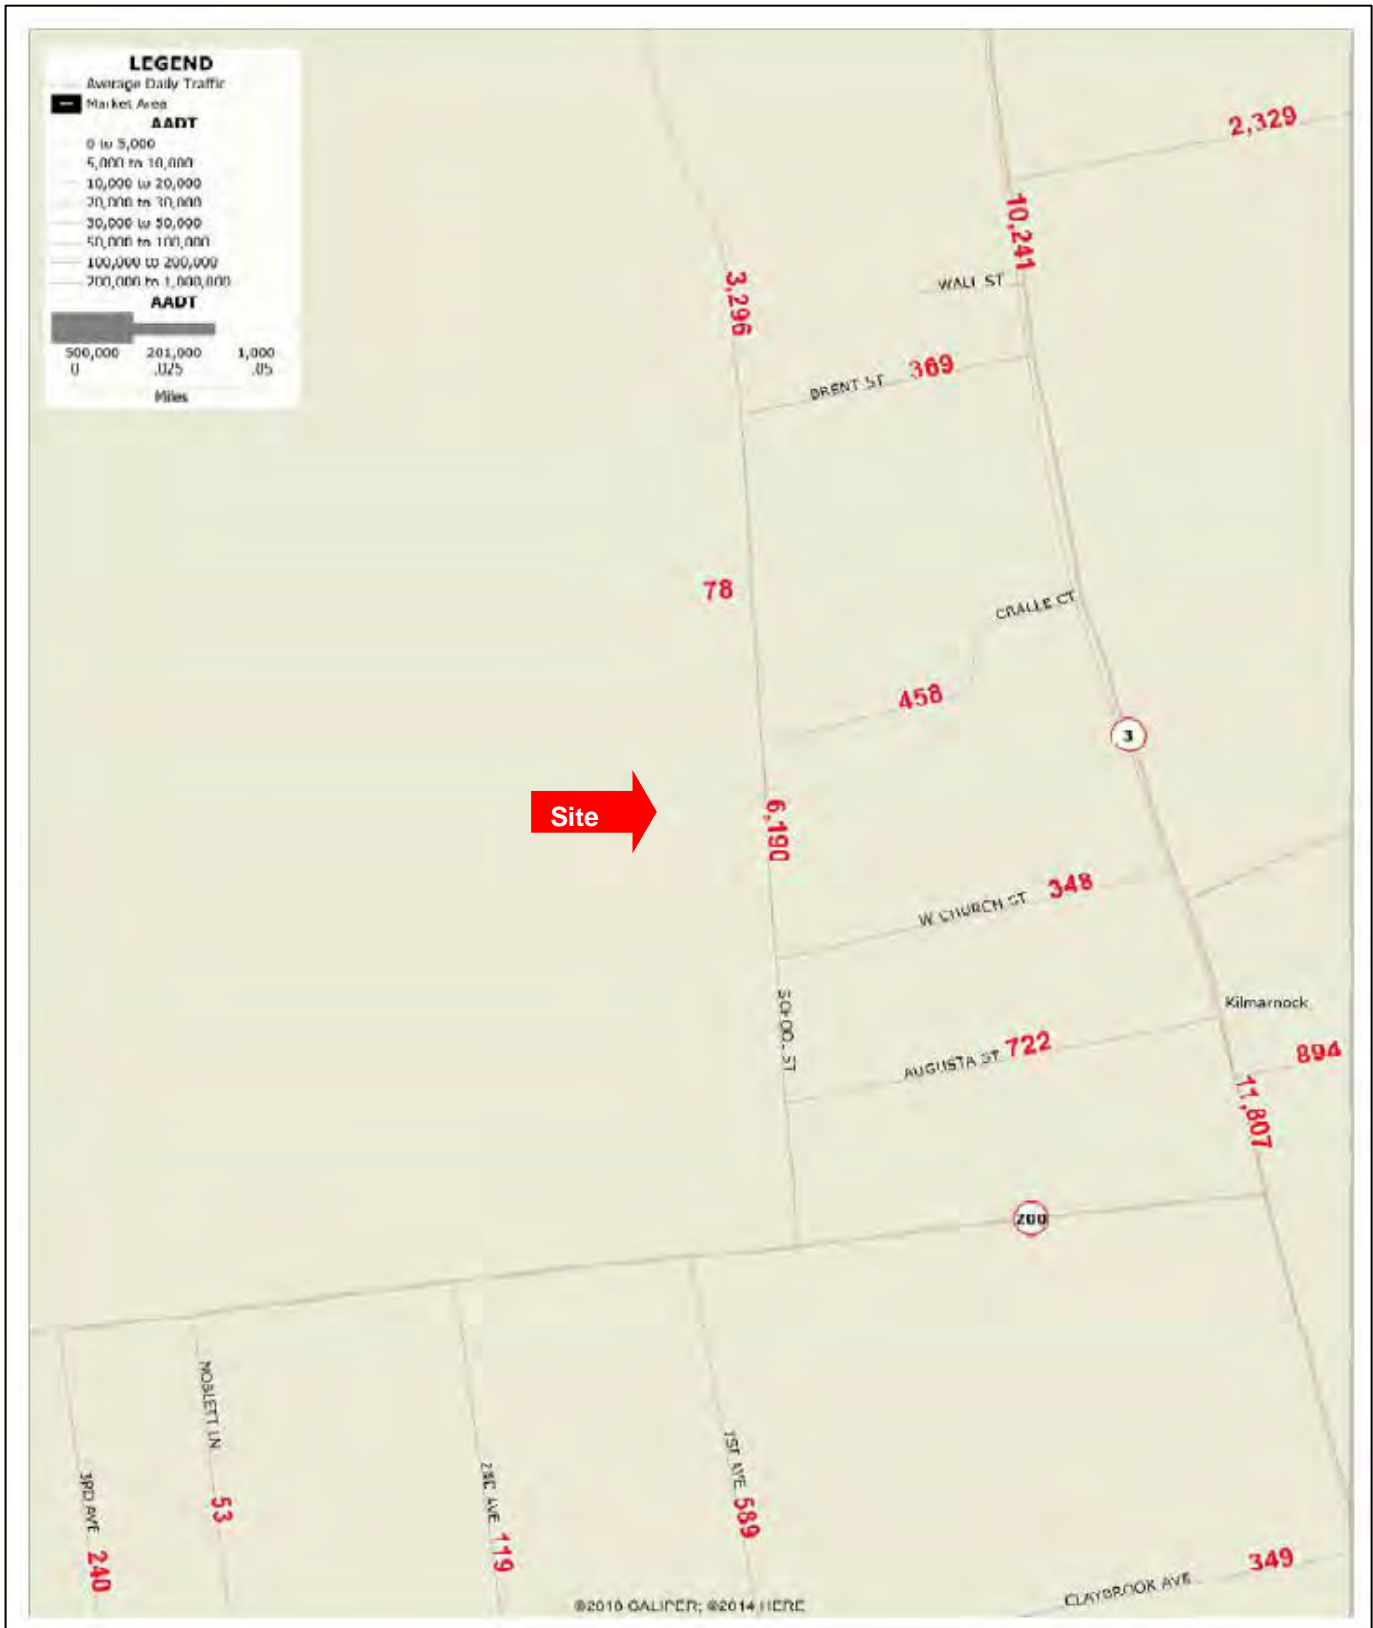 LEGEND
Average Daily Traffic
Market Area
AADT
0 to 5,000
5,000 to 10,000
10,000 to 20,000
20,000 to 30,000
30,000 to 50,000
50,000 to 100,000
100,000 to 200,000
200,000 to 1,000,000
AADT
500,000 201,000 1,000
0 .025 .05
Miles
2,329
10,241
WALL ST
3,296
BRENT ST 369
78
CRALLE CT
458
3
Site
6,190
W CHURCH ST 348
SCHOOL ST
Kilmarnock
AUGUSTA ST 722
894
11,807
200
NOBLETT LN
53
3RD AVE
240
2ND AVE
119
1ST AVE
589
CLAYBROOK AVE 349
©2016 CALIPER; ©2014 HERE